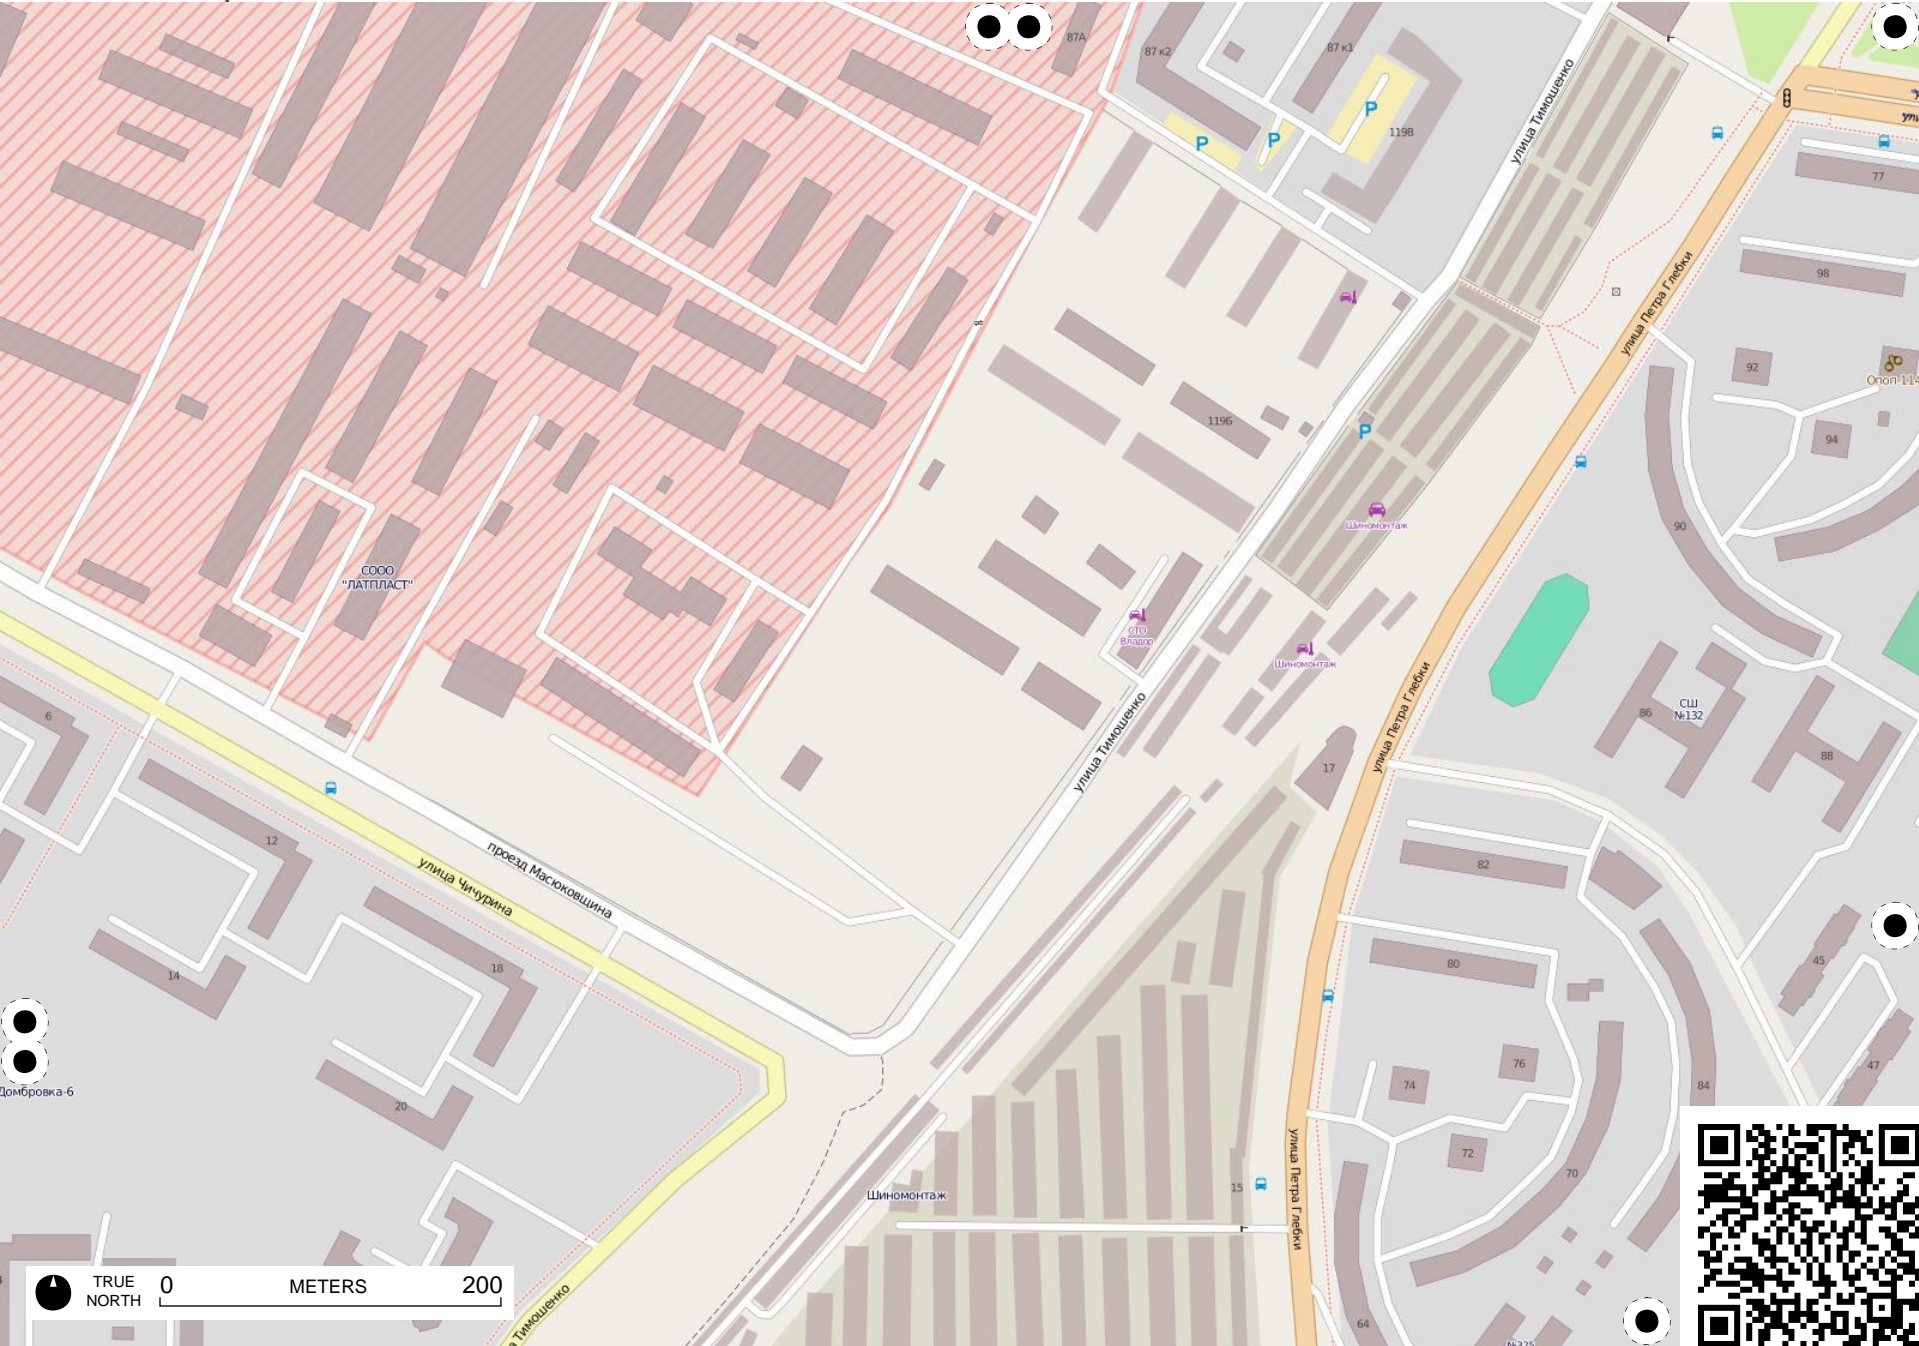 87А
87 к2
87 к1
P
119В
P
P
улица Тимошенко
77
98
улица Петра Глебки
92
Опоп-114
94
119Б
P
90
Шиномонтаж
СООО
"ЛАТПЛАСТ"
СТО
Владор
Шиномонтаж
улица Петра Глебки
СШ
№132
86
88
6
улица Тимошенко
17
12
82
проезд Масюковщина
улица Чичурина
14
18
80
45
76
74
84
47
Домбровка-6
20
72
70
15
Шиномонтаж
улица Петра Глебки
TRUE
NORTH
0
METERS
200
а Тимошенко
64